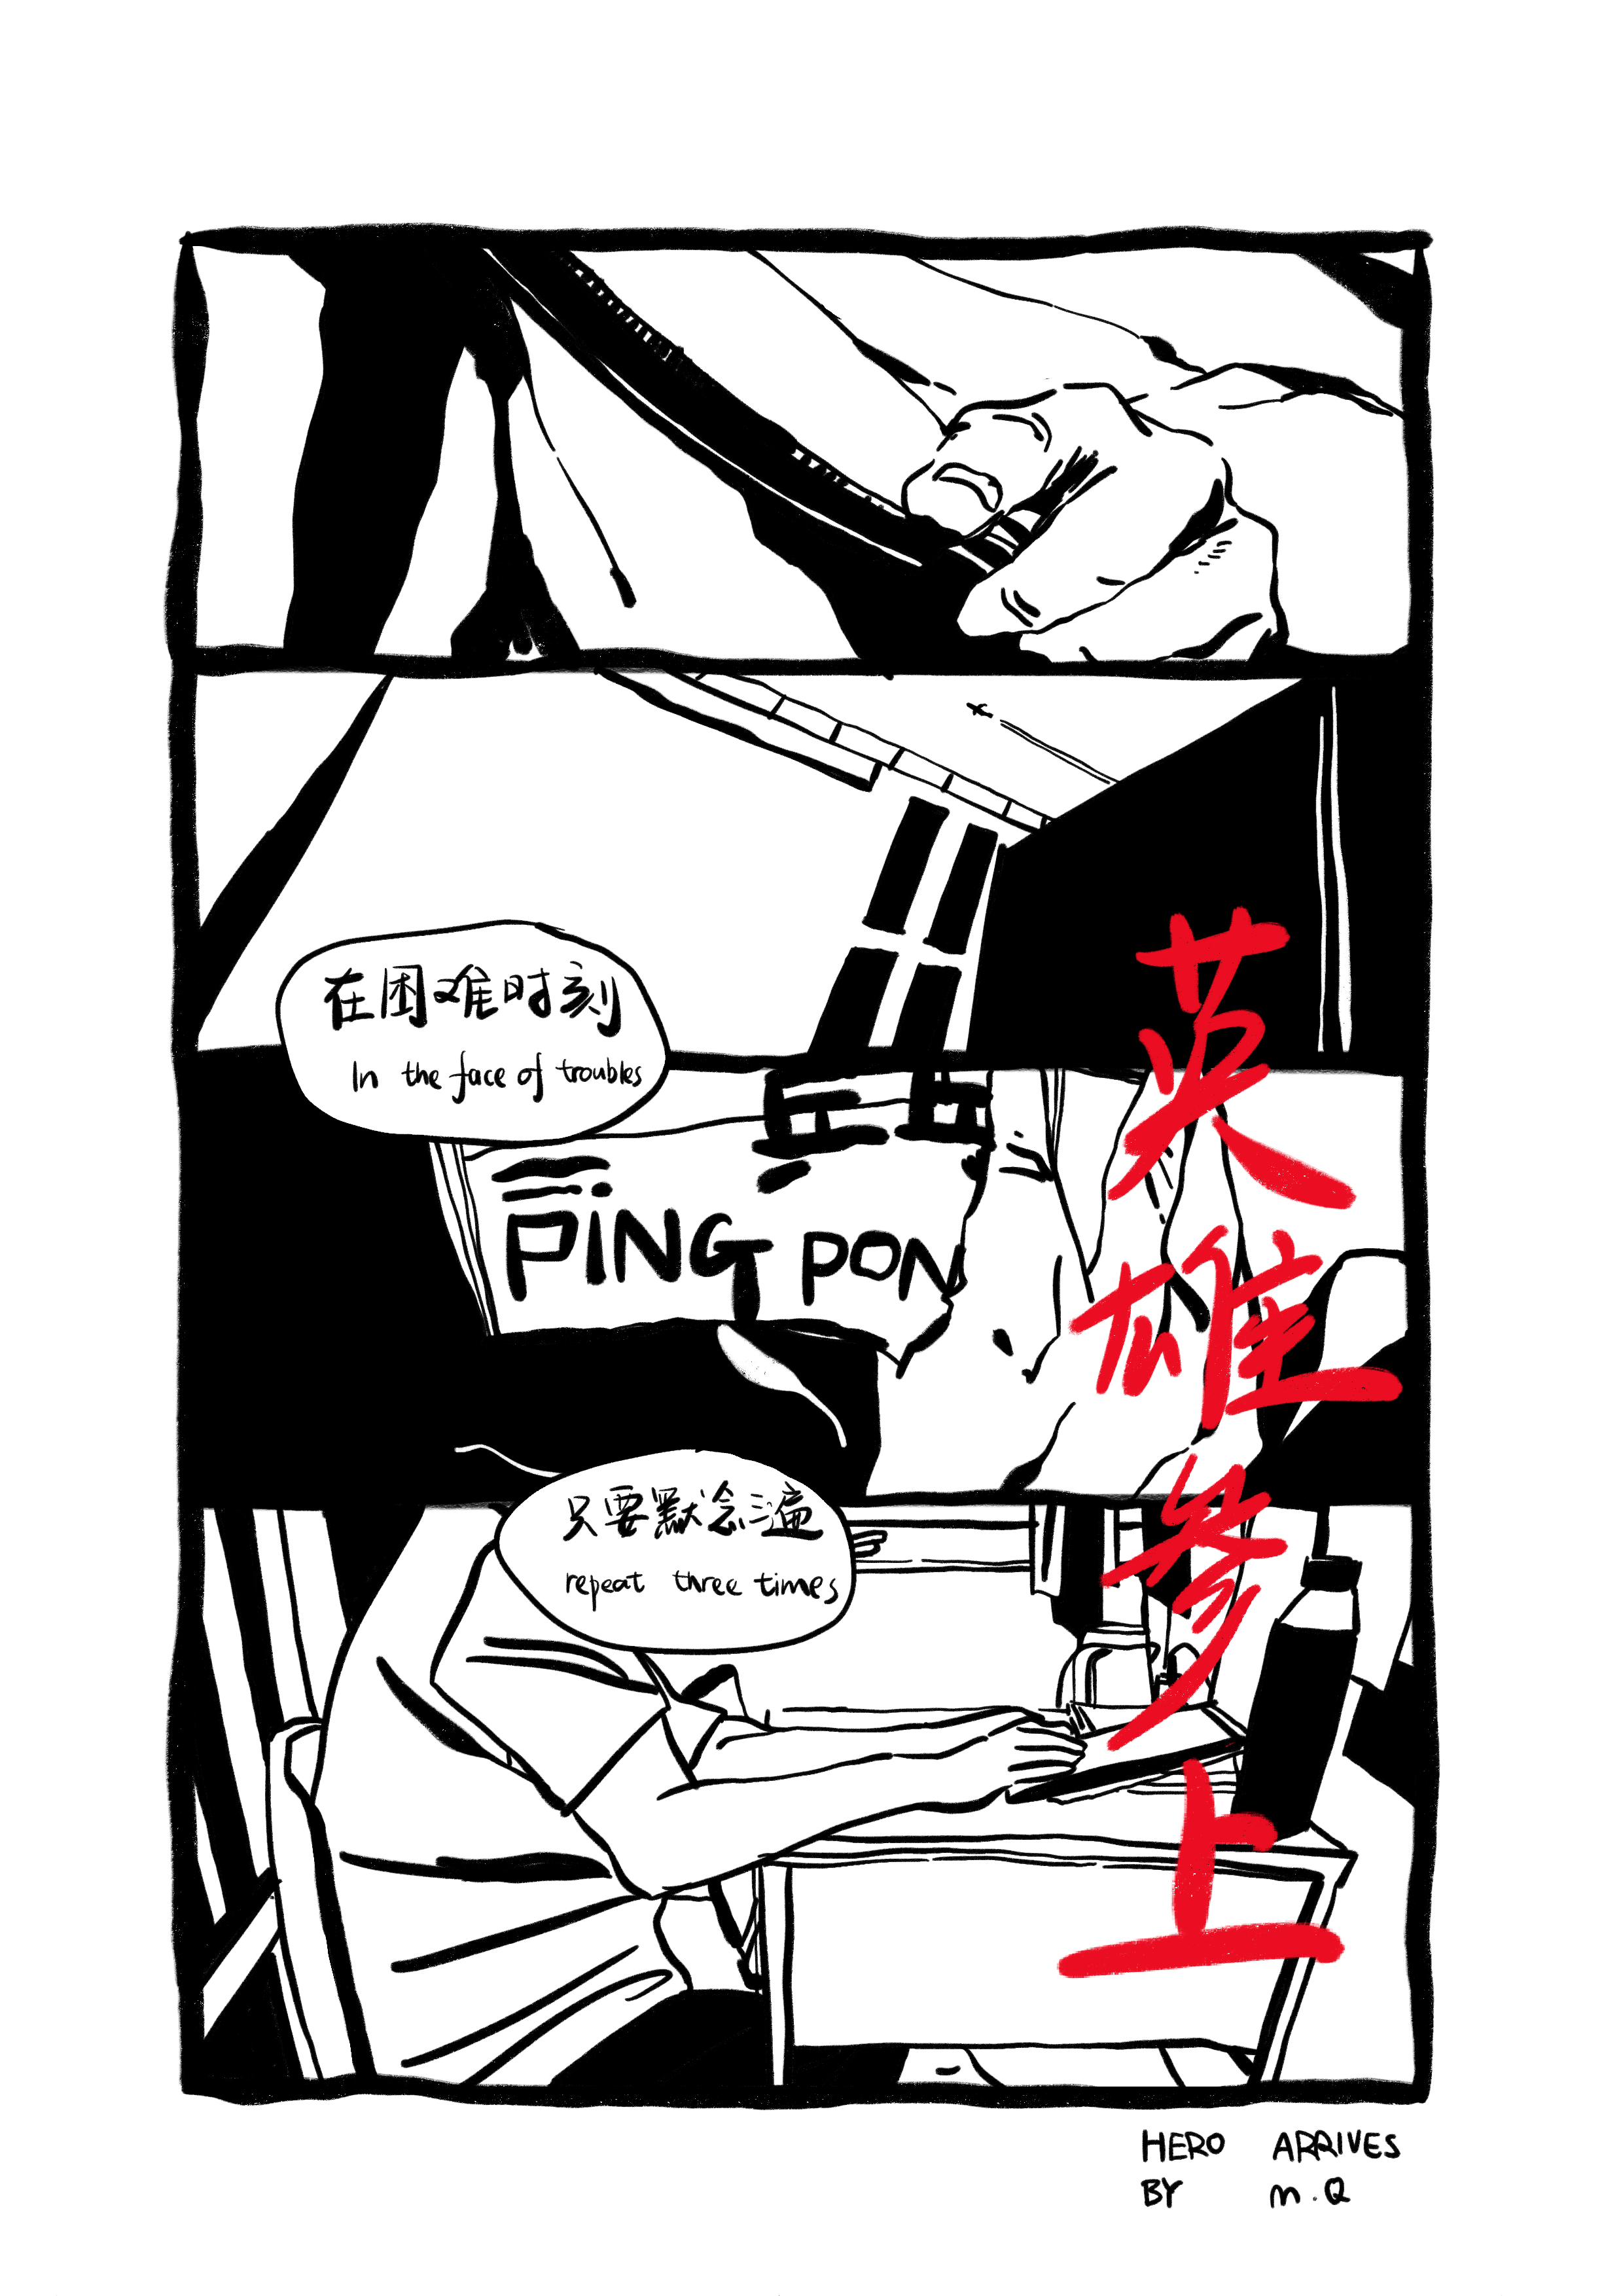 在困难时刻
In the face of troubles
乒乓
PiNG PON
只要默念三遍
repeat three times
英雄参上
HERO ARRIVES
BY M.Q